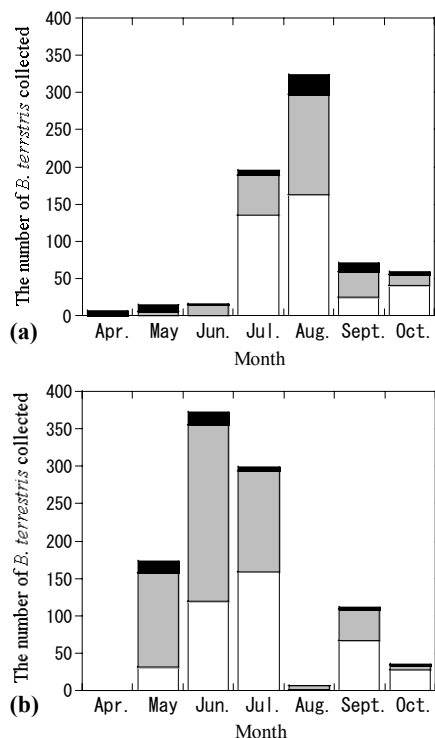 400
350
300
250
200
150
100
50
0
The number of B. terrstris collected
Apr. May Jun. Jul. Aug. Sept. Oct.
(a)
Month
400
350
300
250
200
150
100
50
0
The number of B. terrestris collected
Apr. May Jun. Jul. Aug. Sept. Oct.
(b)
Month